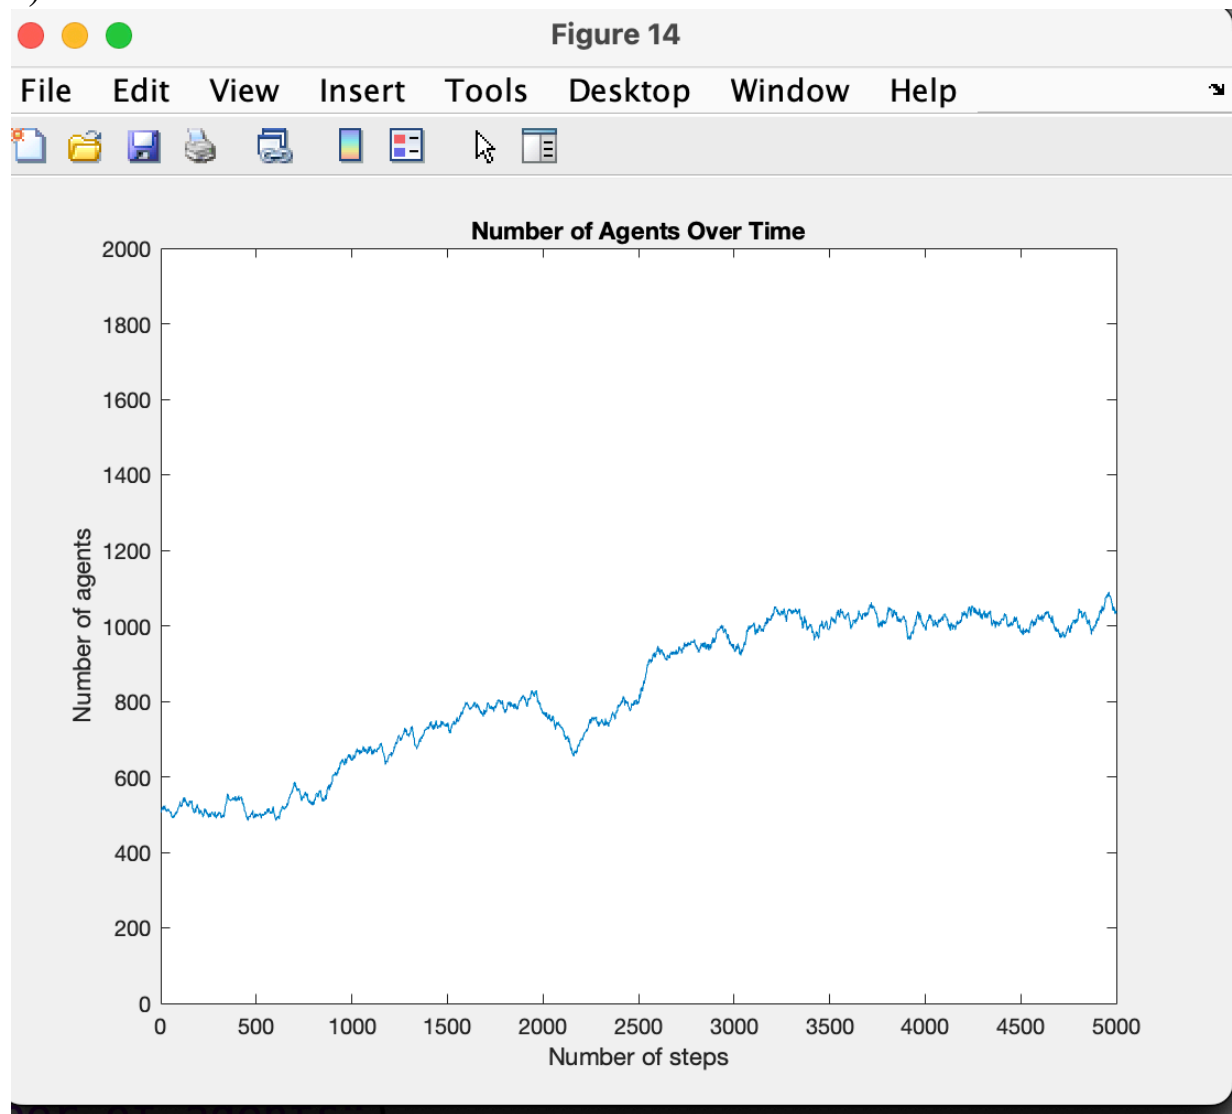 Figure 14
File Edit View Insert Tools Desktop Window Help
Number of Agents Over Time
2000
1800
1600
1400
1200
1000
800
600
400
200
0
Number of agents
0 500 1000 1500 2000 2500 3000 3500 4000 4500 5000
Number of steps